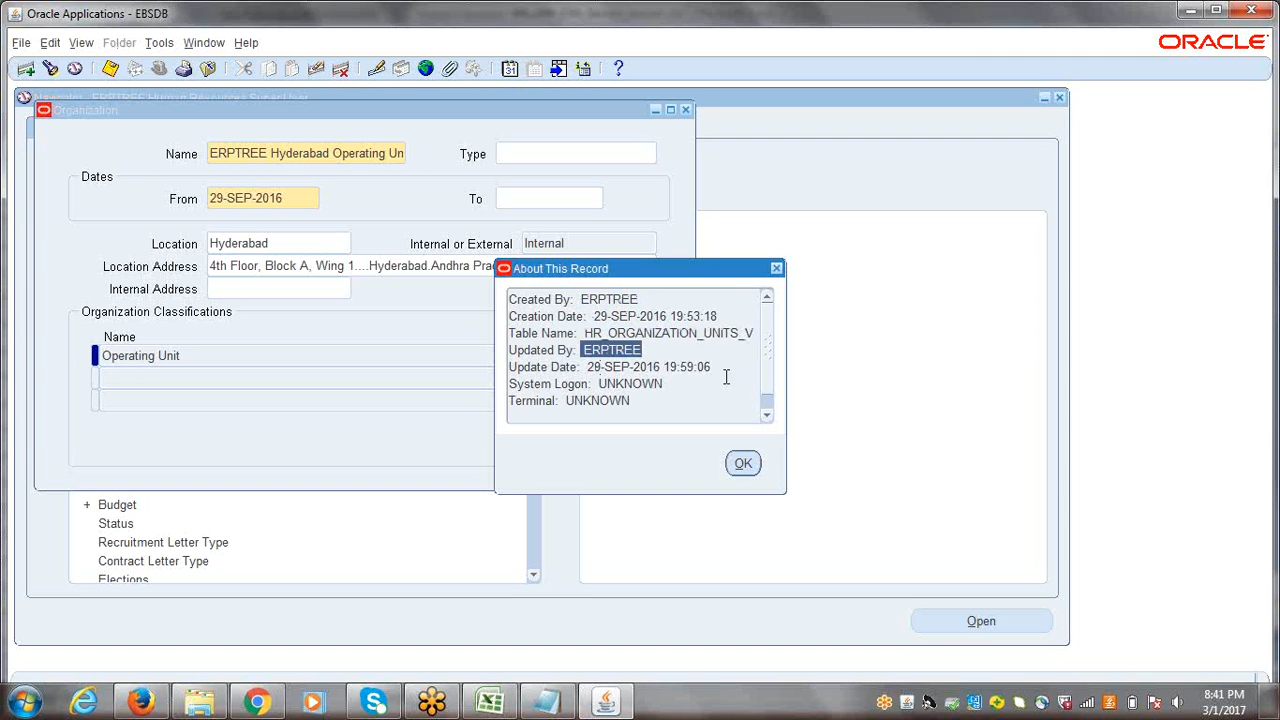 Oracle Applications - EBSDB
File Edit View Folder Tools Window Help
ORACLE
Organization
Name ERPTREE Hyderabad Operating Un Type
Dates
From 29-SEP-2016 To
Location Hyderabad Internal or External Internal
Location Address 4th Floor, Block A, Wing 1....Hyderabad.Andhra Prac
Internal Address
Organization Classifications
Name
Operating Unit
About This Record
Created By: ERPTREE
Creation Date: 29-SEP-2016 19:53:18
Table Name: HR_ORGANIZATION_UNITS_V
Updated By: ERPTREE
Update Date: 29-SEP-2016 19:59:06
System Logon: UNKNOWN
Terminal: UNKNOWN
OK
+ Budget
Status
Recruitment Letter Type
Contract Letter Type
Elections
Open
8:41 PM
3/1/2017